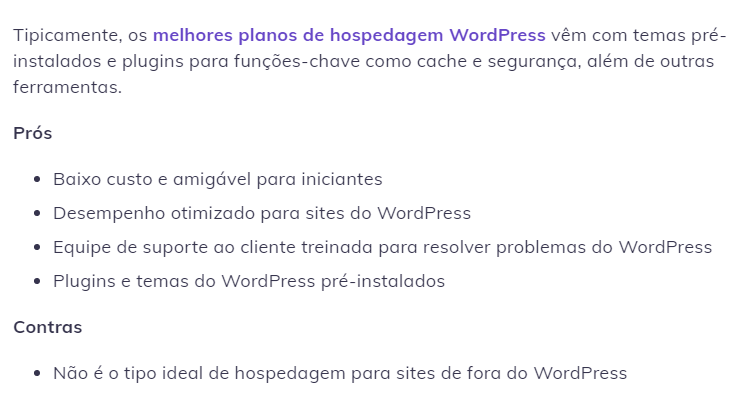 Tipicamente, os melhores planos de hospedagem WordPress vêm com temas pré-
instalados e plugins para funções-chave como cache e segurança, além de outras
ferramentas.
Prós
• Baixo custo e amigável para iniciantes
• Desempenho otimizado para sites do WordPress
• Equipe de suporte ao cliente treinada para resolver problemas do WordPress
• Plugins e temas do WordPress pré-instalados
Contras
• Não é o tipo ideal de hospedagem para sites de fora do WordPress